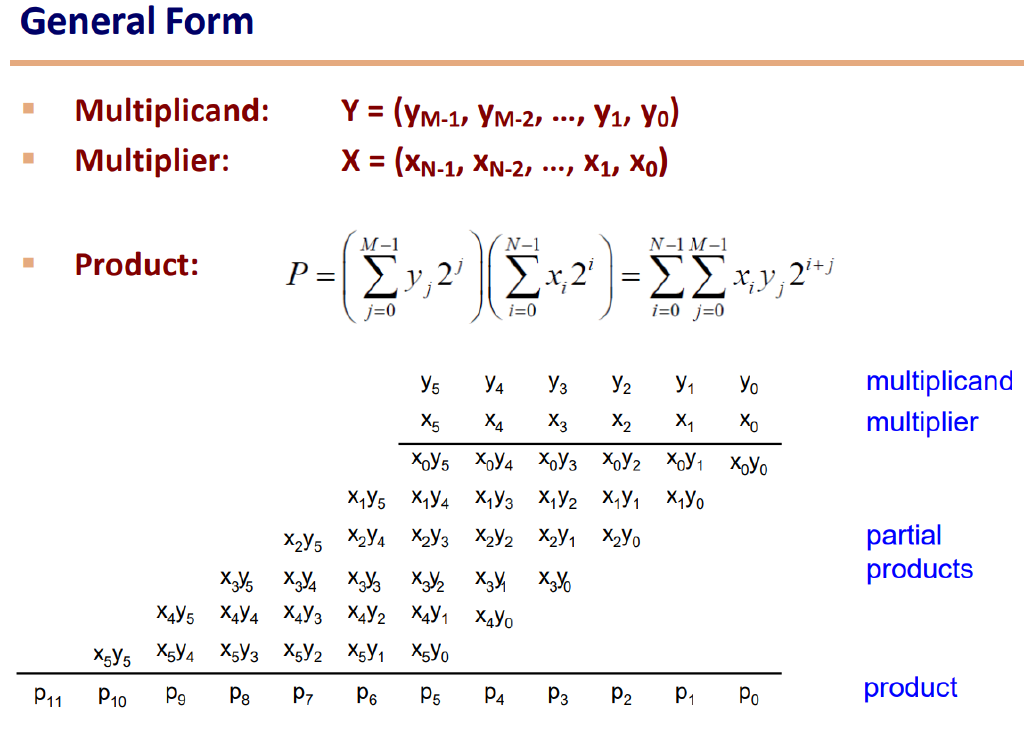 General Form
▪ Multiplicand: Y = (y_{M-1}, y_{M-2}, ..., y_1, y_0)
▪ Multiplier: X = (x_{N-1}, x_{N-2}, ..., x_1, x_0)
▪ Product: P = \left( \sum_{j=0}^{M-1} y_j 2^j \right) \left( \sum_{i=0}^{N-1} x_i 2^i \right) = \sum_{i=0}^{N-1} \sum_{j=0}^{M-1} x_i y_j 2^{i+j}
y_5 y_4 y_3 y_2 y_1 y_0 multiplicand
x_5 x_4 x_3 x_2 x_1 x_0 multiplier
x_0y_5 x_0y_4 x_0y_3 x_0y_2 x_0y_1 x_0y_0
x_1y_5 x_1y_4 x_1y_3 x_1y_2 x_1y_1 x_1y_0
x_2y_5 x_2y_4 x_2y_3 x_2y_2 x_2y_1 x_2y_0 partial
x_3y_5 x_3y_4 x_3y_3 x_3y_2 x_3y_1 x_3y_0 products
x_4y_5 x_4y_4 x_4y_3 x_4y_2 x_4y_1 x_4y_0
x_5y_5 x_5y_4 x_5y_3 x_5y_2 x_5y_1 x_5y_0
p_{11} p_{10} p_9 p_8 p_7 p_6 p_5 p_4 p_3 p_2 p_1 p_0 product